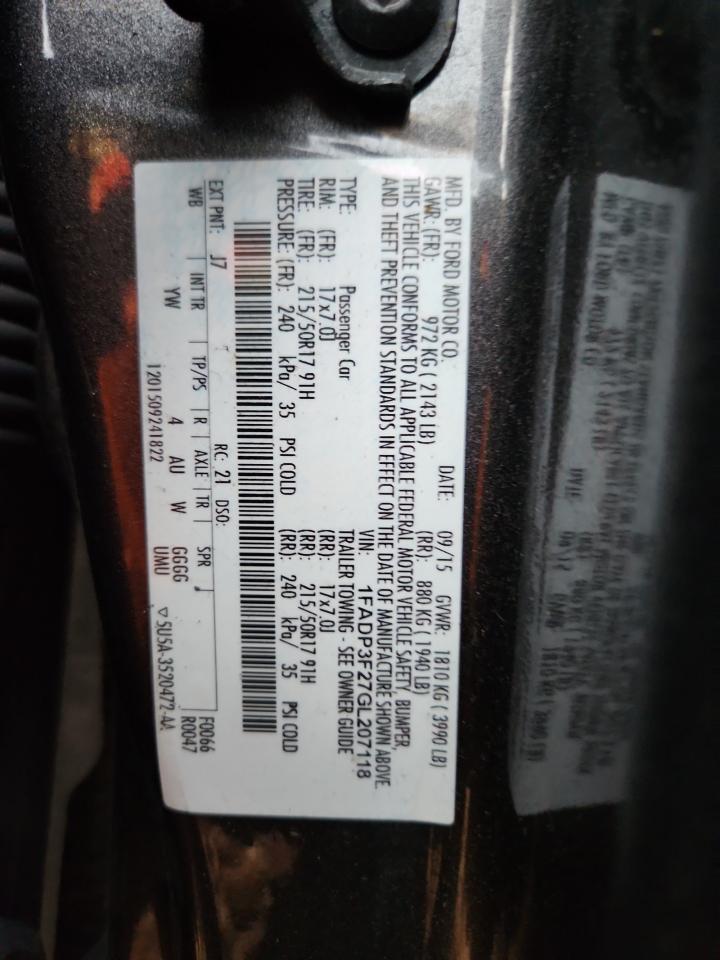 MFD. BY FORD MOTOR CO.
DATE: 09/15 GVWR: 1810 KG ( 3990 LB)
GAWR: (FR): 972 KG ( 2143 LB) (RR): 880 KG ( 1940 LB)
THIS VEHICLE CONFORMS TO ALL APPLICABLE FEDERAL MOTOR VEHICLE SAFETY, BUMPER,
AND THEFT PREVENTION STANDARDS IN EFFECT ON THE DATE OF MANUFACTURE SHOWN ABOVE.
VIN: 1FADP3F27GL207118
TYPE: Passenger Car TRAILER TOWING - SEE OWNER GUIDE
RIM: (FR): 17x7.0J (RR): 17x7.0J
TIRE: (FR): 215/50R17 91H (RR): 215/50R17 91H
PRESSURE: (FR): 240 kPa/ 35 PSI COLD (RR): 240 kPa/ 35 PSI COLD
EXT PNT: J7 RC: 21 DSO: F0066
WB INT TR TP/PS R AXLE TR SPR R0047
YW 4 AU W GGGG
UMU
1201509241822 ▽ 5U5A-3520472-AA